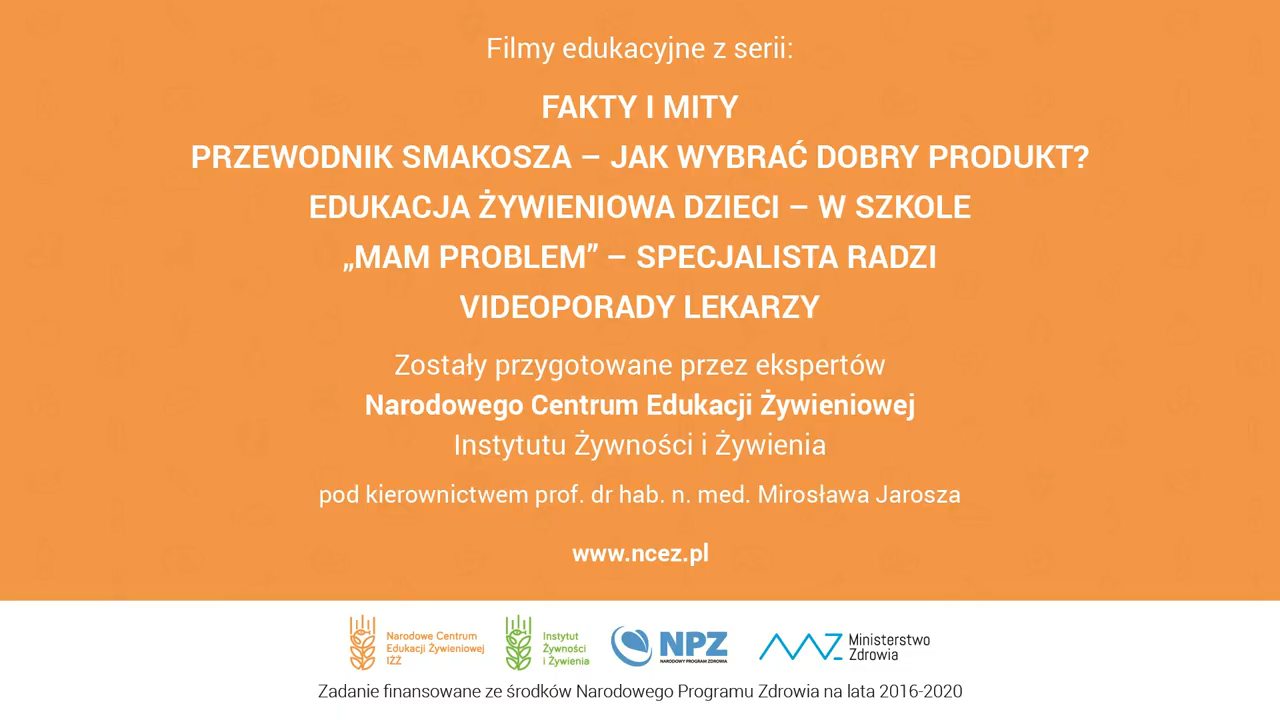 Filmy edukacyjne z serii:
FAKTY I MITY
PRZEWODNIK SMAKOSZA – JAK WYBRAĆ DOBRY PRODUKT?
EDUKACJA ŻYWIENIOWA DZIECI – W SZKOLE
„MAM PROBLEM” – SPECJALISTA RADZI
VIDEOPORADY LEKARZY
Zostały przygotowane przez ekspertów
Narodowego Centrum Edukacji Żywieniowej
Instytutu Żywności i Żywienia
pod kierownictwem prof. dr hab. n. med. Mirosława Jarosza
www.ncez.pl
Narodowe Centrum
Edukacji Żywieniowej
IŻŻ
Instytut
Żywności
i Żywienia
NPZ
NARODOWY PROGRAM ZDROWIA
Ministerstwo
Zdrowia
Zadanie finansowane ze środków Narodowego Programu Zdrowia na lata 2016-2020